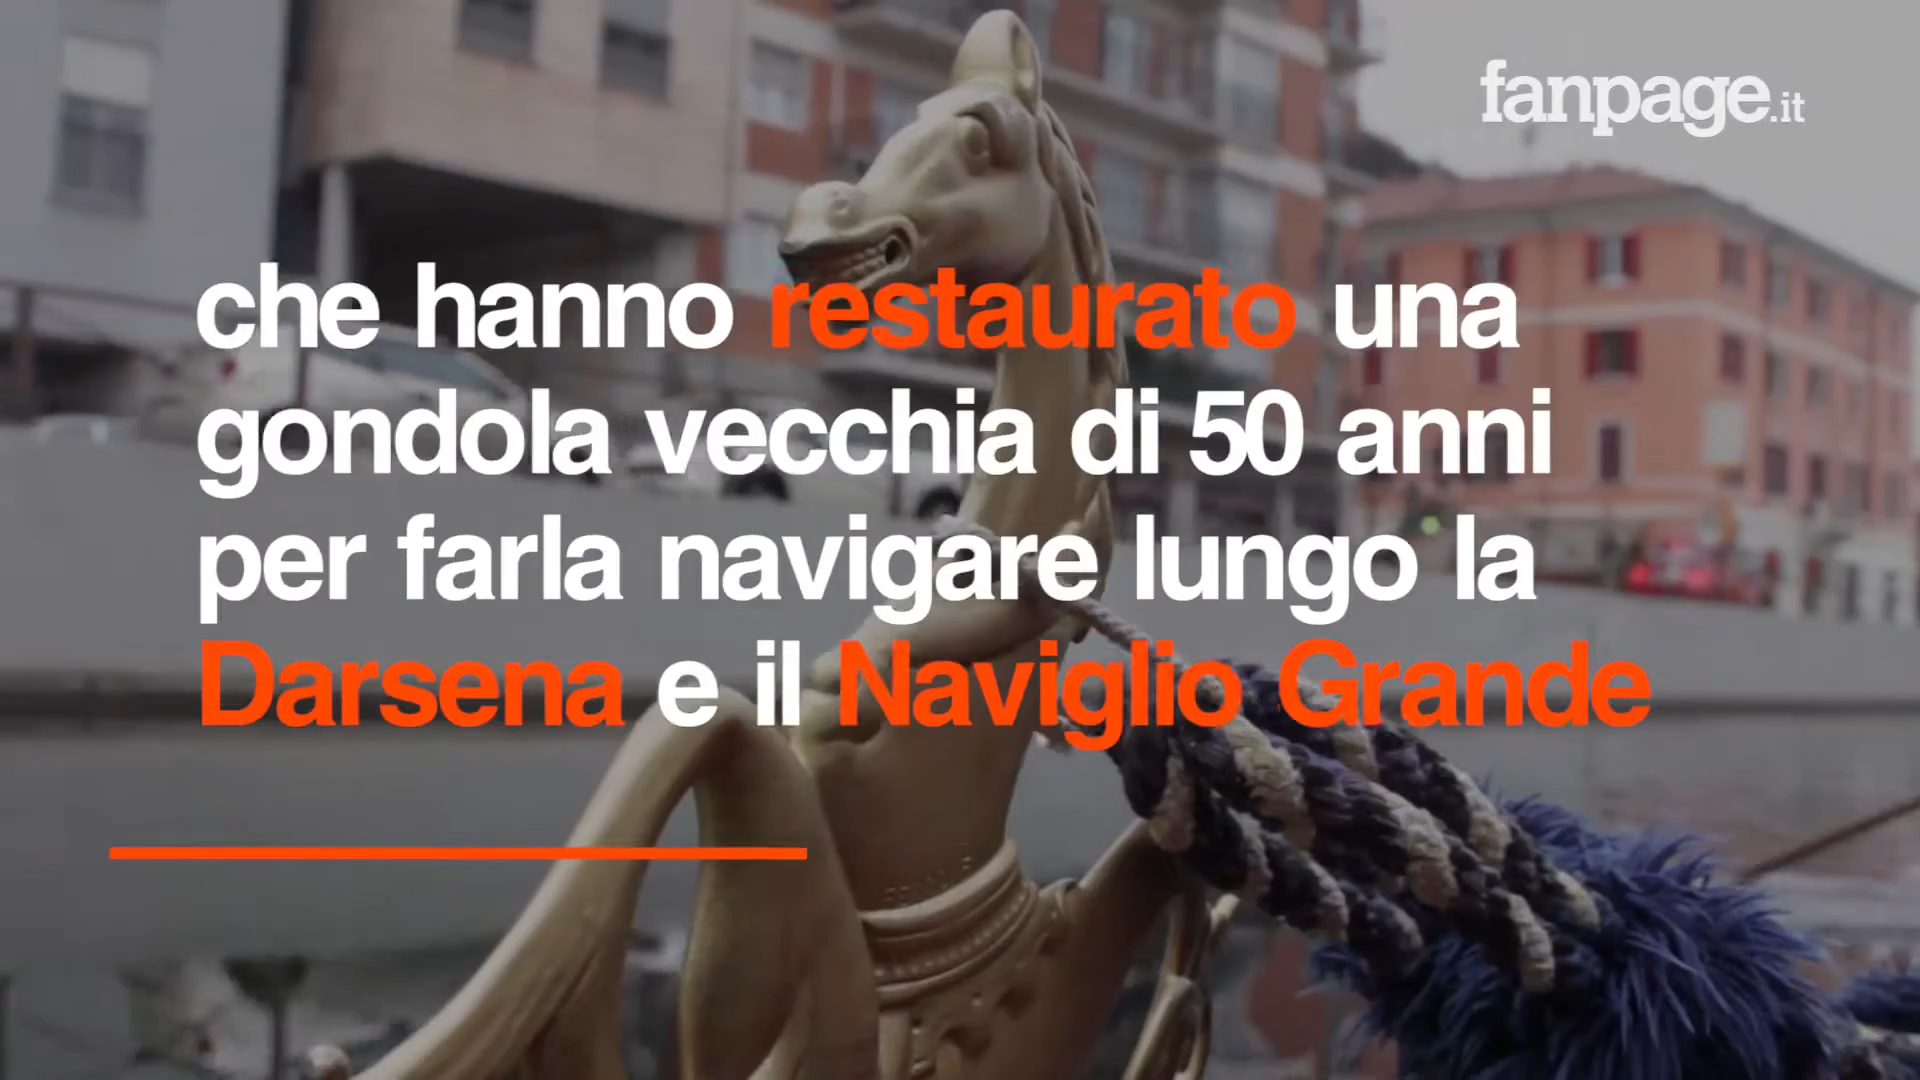 fanpage.it
che hanno restaurato una
gondola vecchia di 50 anni
per farla navigare lungo la
Darsena e il Naviglio Grande